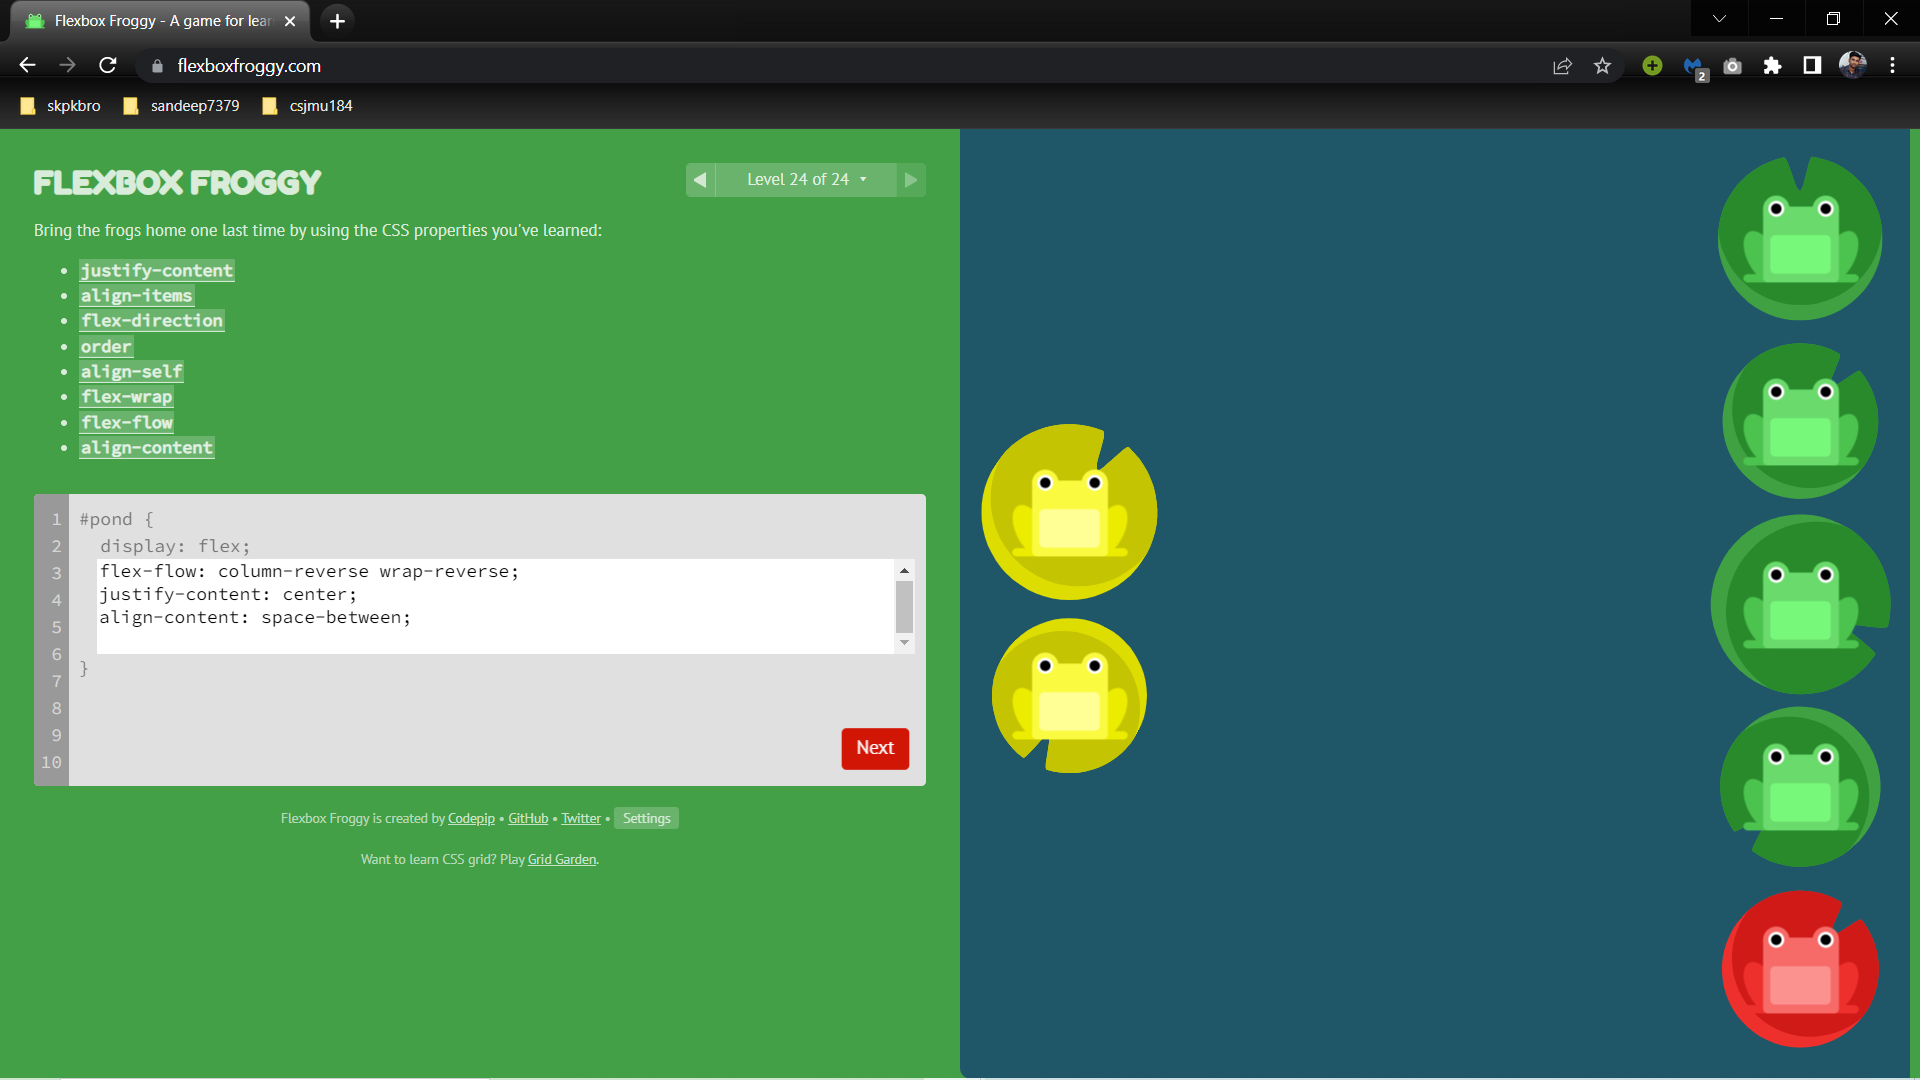 Flexbox Froggy - A game for lear
flexboxfroggy.com
2
skpkbro
sandeep7379
csjmu184
FLEXBOX FROGGY
Level 24 of 24
Bring the frogs home one last time by using the CSS properties you've learned:
justify-content
align-items
flex-direction
order
align-self
flex-wrap
flex-flow
align-content
1 #pond {
2 display: flex;
3 flex-flow: column-reverse wrap-reverse;
4 justify-content: center;
5 align-content: space-between;
6 }
7
8
9
10
Next
Flexbox Froggy is created by Codepip • GitHub • Twitter • Settings
Want to learn CSS grid? Play Grid Garden.